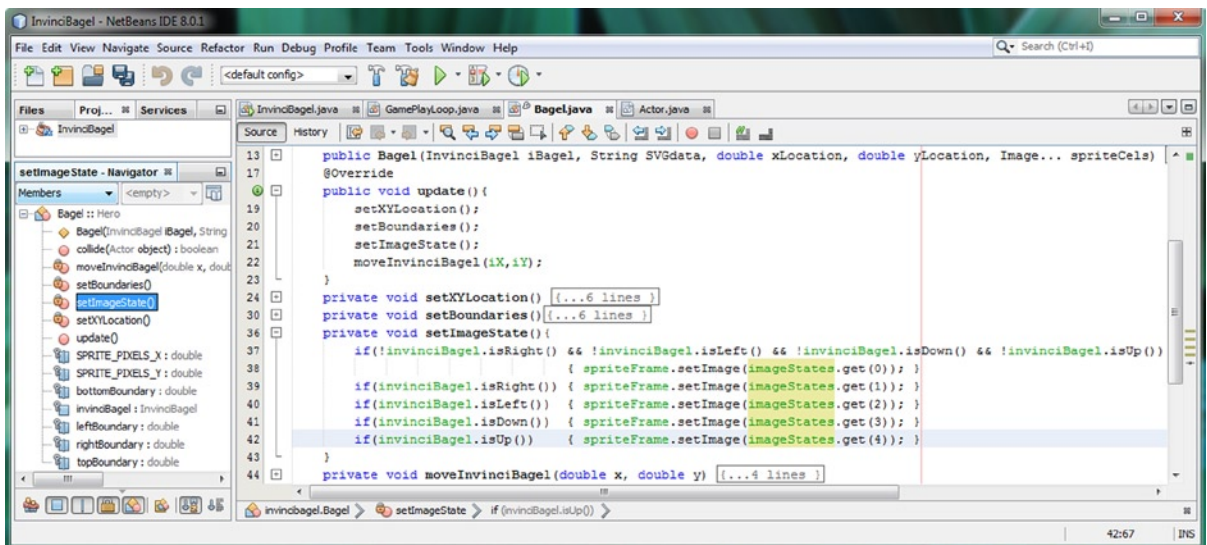 InvinciBagel - NetBeans IDE 8.0.1
File Edit View Navigate Source Refactor Run Debug Profile Team Tools Window Help
Search (Ctrl+I)
<default config>
Files Proj... Services
InvinciBagel.java GamePlayLoop.java Bagel.java Actor.java
InvinciBagel
Source History
setImageState - Navigator
Members <empty>
Bagel :: Hero
Bagel(InvinciBagel iBagel, String
collide(Actor object) : boolean
moveInvinciBagel(double x, doub
setBoundaries()
setImageState()
setXYLocation()
update()
SPRITE_PIXELS_X : double
SPRITE_PIXELS_Y : double
bottomBoundary : double
invinciBagel : InvinciBagel
leftBoundary : double
rightBoundary : double
topBoundary : double
13 public Bagel(InvinciBagel iBagel, String SVGdata, double xLocation, double yLocation, Image... spriteCels)
17 @Override
public void update(){
19 setXYLocation();
20 setBoundaries();
21 setImageState();
22 moveInvinciBagel(iX,iY);
23 }
24 private void setXYLocation() {...6 lines }
30 private void setBoundaries(){...6 lines }
36 private void setImageState(){
37 if(!invinciBagel.isRight() && !invinciBagel.isLeft() && !invinciBagel.isDown() && !invinciBagel.isUp())
38 { spriteFrame.setImage(imageStates.get(0)); }
39 if(invinciBagel.isRight()) { spriteFrame.setImage(imageStates.get(1)); }
40 if(invinciBagel.isLeft()) { spriteFrame.setImage(imageStates.get(2)); }
41 if(invinciBagel.isDown()) { spriteFrame.setImage(imageStates.get(3)); }
42 if(invinciBagel.isUp()) { spriteFrame.setImage(imageStates.get(4)); }
43 }
44 private void moveInvinciBagel(double x, double y) {...4 lines }
invincibagel.Bagel setImageState if (invinciBagel.isUp())
42:67 INS